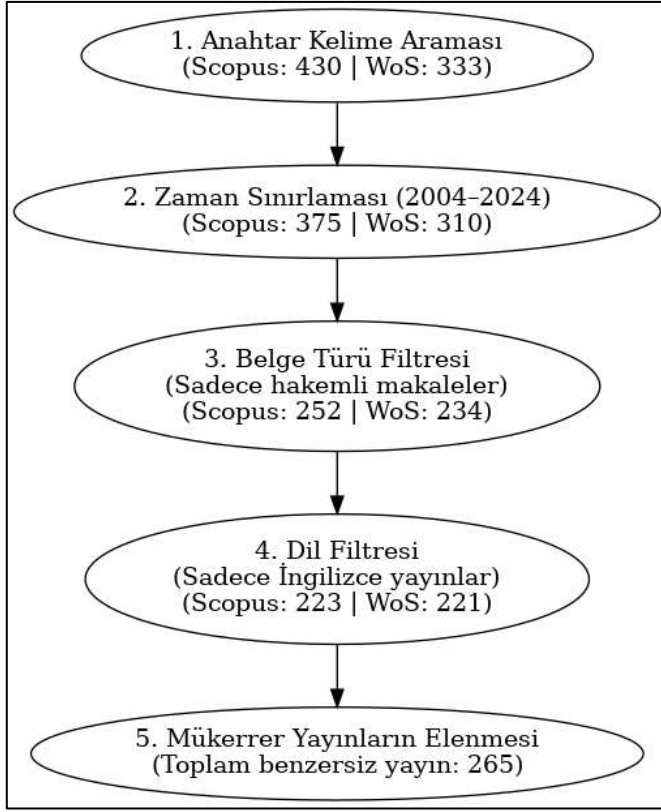 1. Anahtar Kelime Araması
(Scopus: 430 | WoS: 333)
2. Zaman Sınırlaması (2004–2024)
(Scopus: 375 | WoS: 310)
3. Belge Türü Filtresi
(Sadece hakemli makaleler)
(Scopus: 252 | WoS: 234)
4. Dil Filtresi
(Sadece İngilizce yayınlar)
(Scopus: 223 | WoS: 221)
5. Mükerrer Yayınların Elenmesi
(Toplam benzersiz yayın: 265)